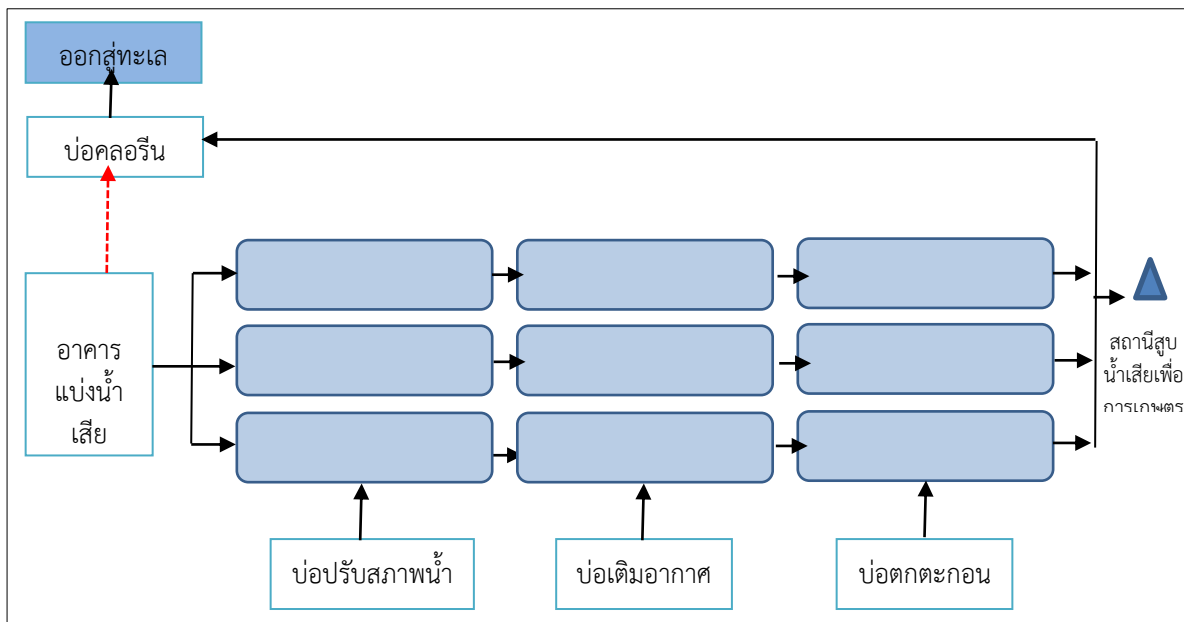 ออกสู่ทะเล
บ่อคลอรีน
อาคาร
แบ่งน้ำ
เสีย
สถานีสูบ
น้ำเสียเพื่อ
การเกษตร
บ่อปรับสภาพน้ำ
บ่อเติมอากาศ
บ่อตกตะกอน